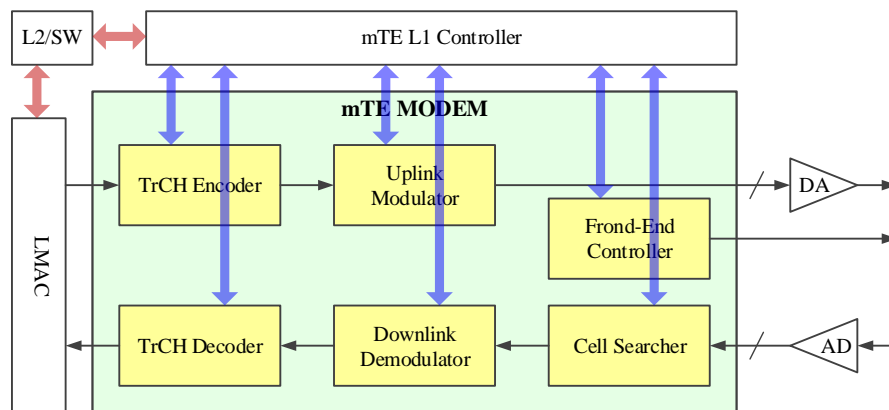 L2/SW
mTE L1 Controller
mTE MODEM
TrCH Encoder
Uplink
Modulator
DA
Frond-End
Controller
LMAC
TrCH Decoder
Downlink
Demodulator
Cell Searcher
AD